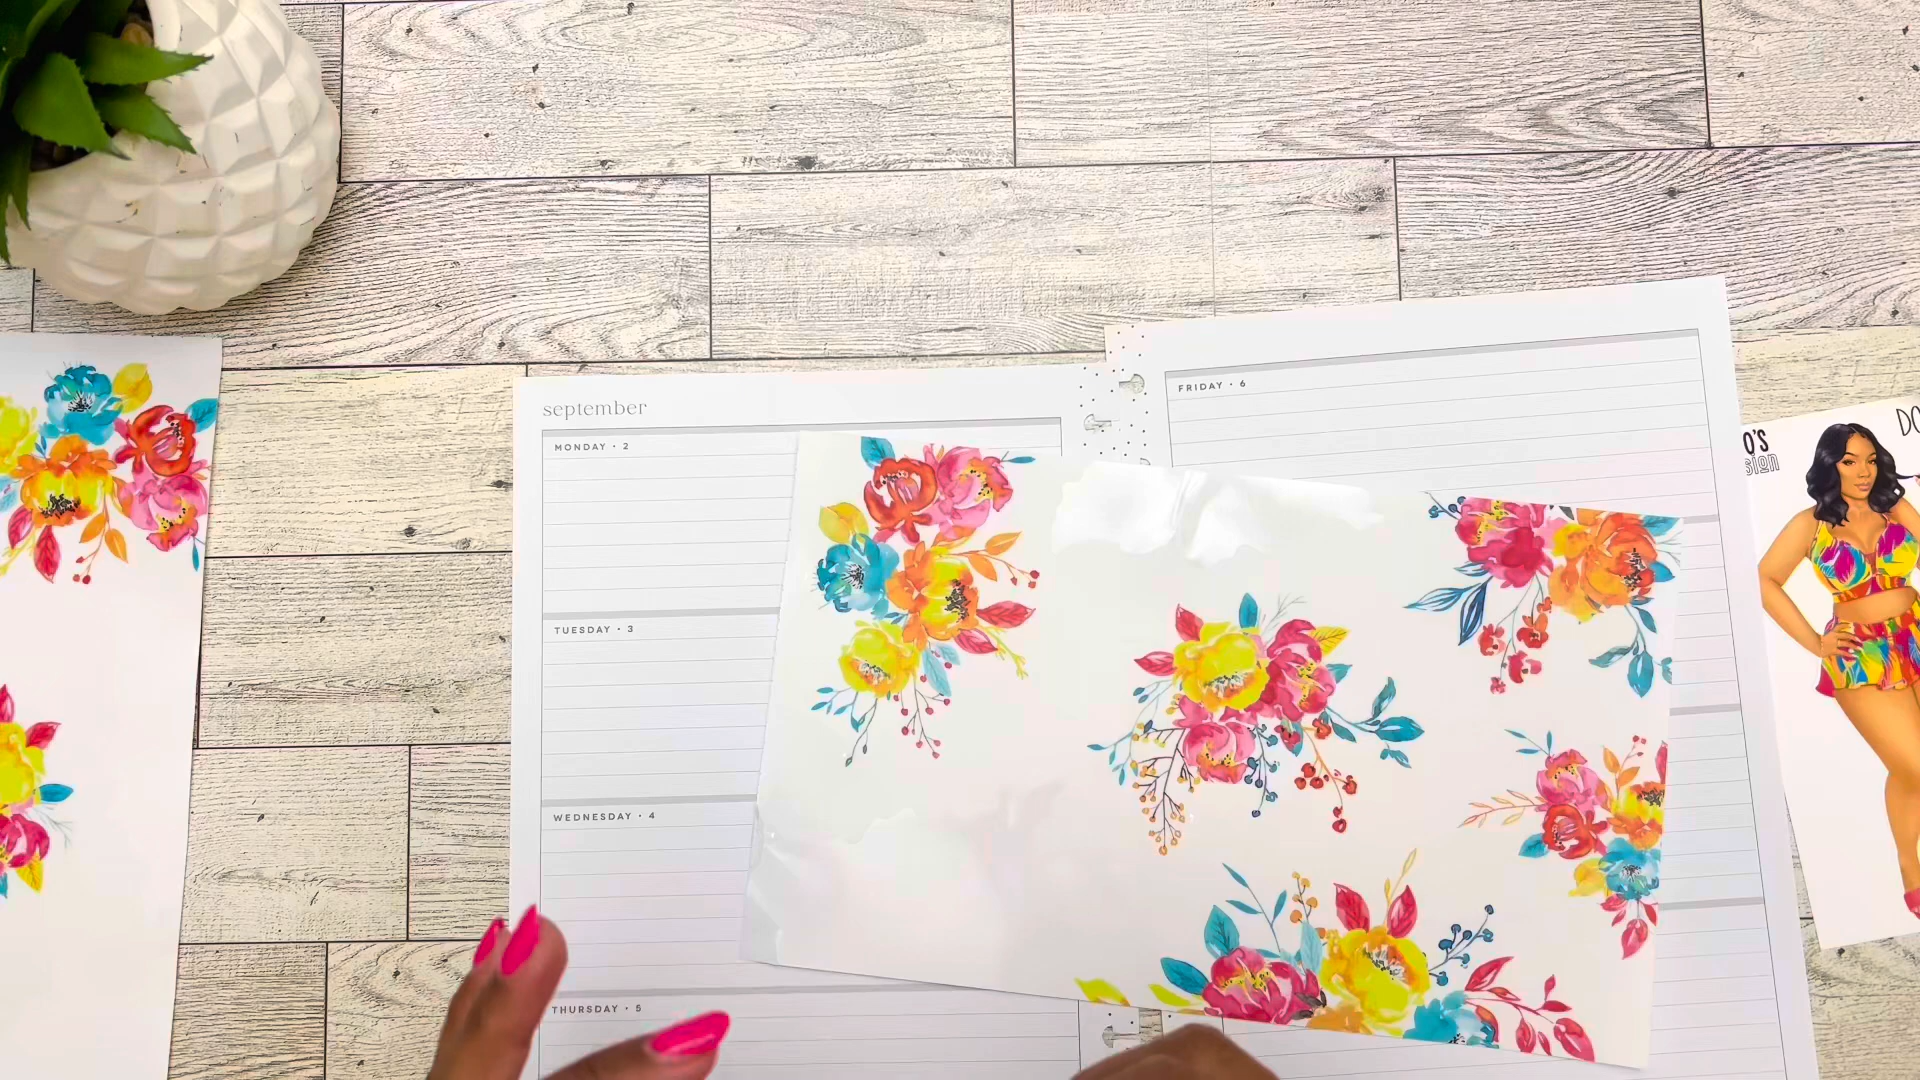 september
MONDAY • 2
TUESDAY • 3
WEDNESDAY • 4
THURSDAY • 5
FRIDAY • 6